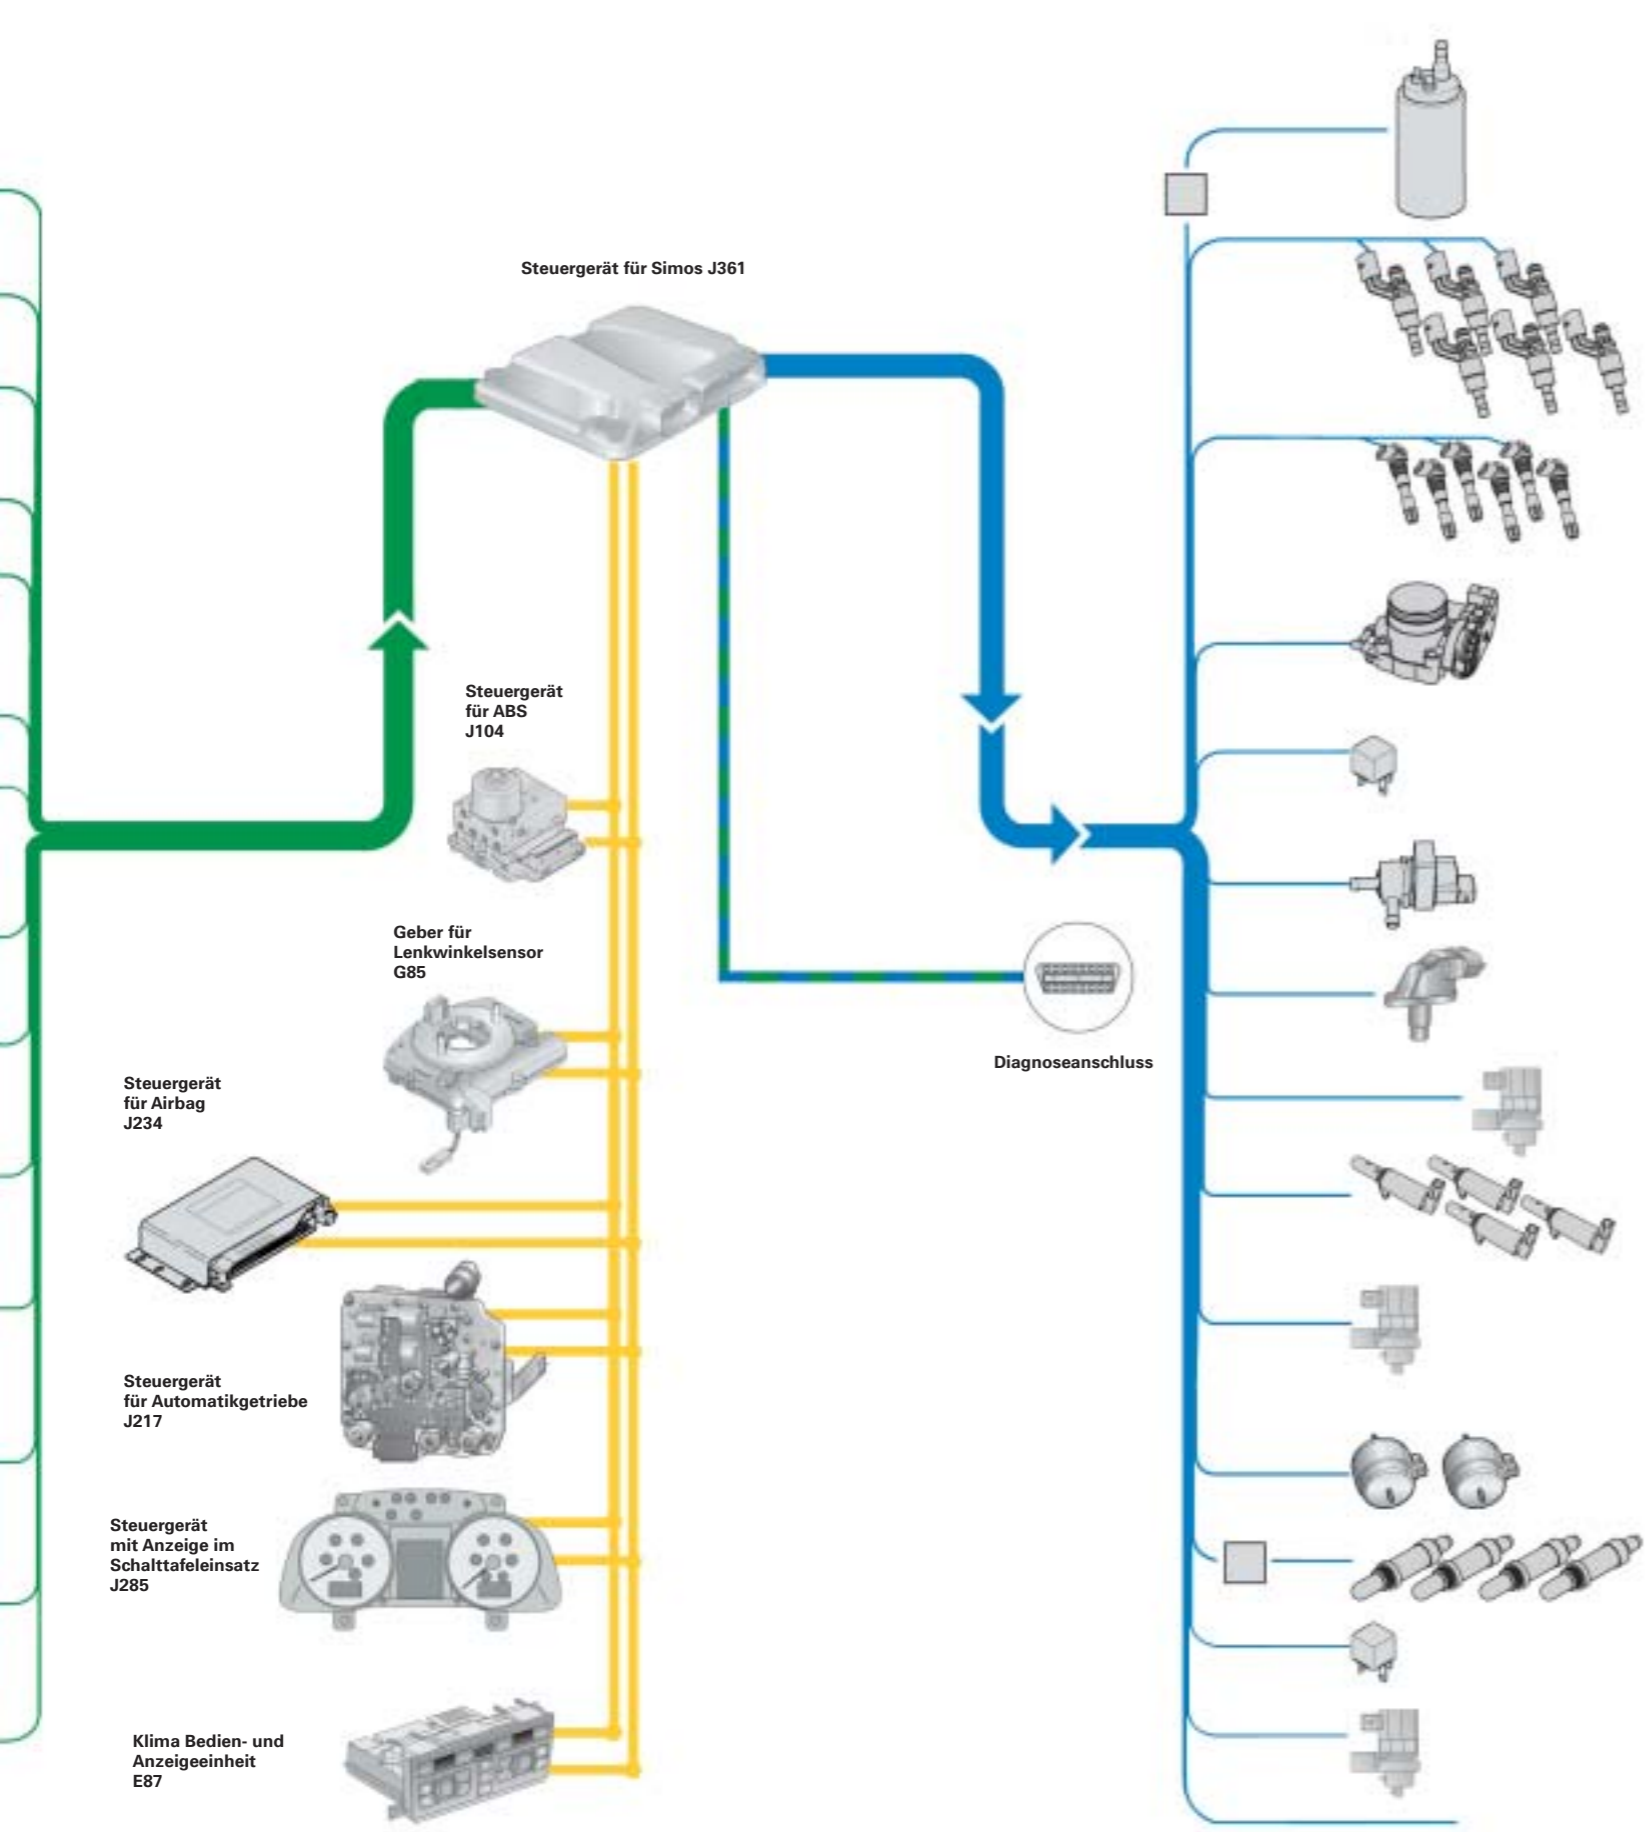 Steuergerät für Simos J361
Steuergerät
für ABS
J104
Geber für
Lenkwinkelsensor
G85
Diagnoseanschluss
Steuergerät
für Airbag
J234
Steuergerät
für Automatikgetriebe
J217
Steuergerät
mit Anzeige im
Schalttafeleinsatz
J285
Klima Bedien- und
Anzeigeeinheit
E87